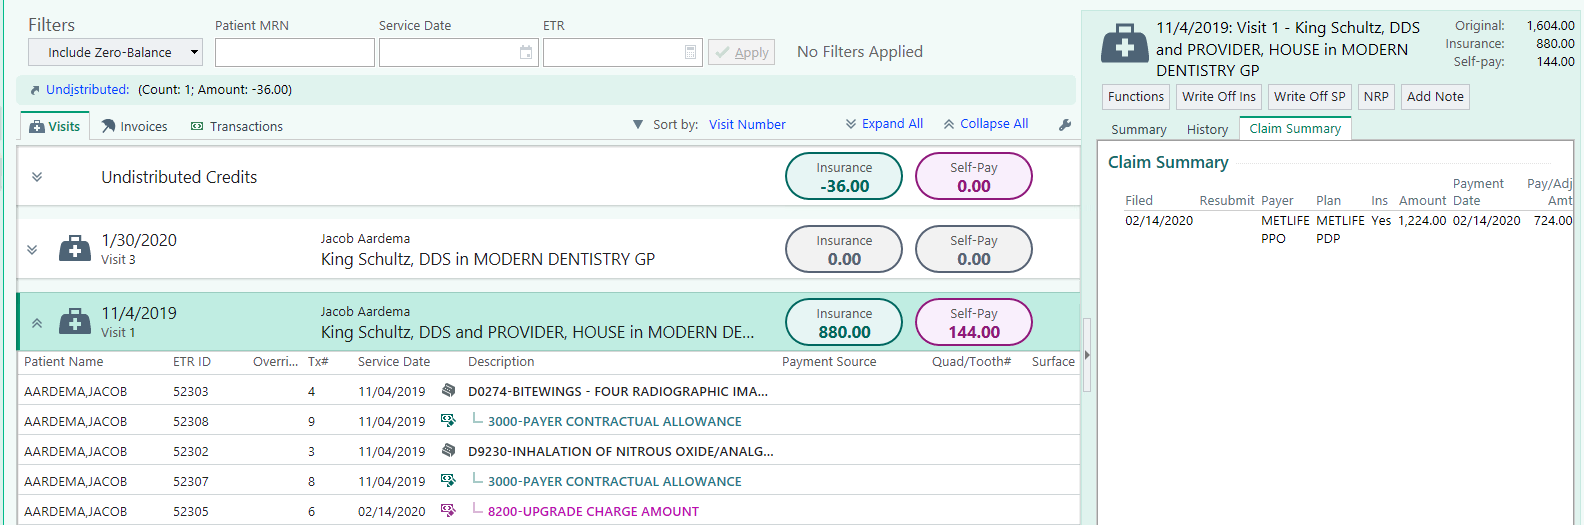 Filters
Patient MRN
Service Date
ETR
Include Zero-Balance
Apply
No Filters Applied
Undistributed: (Count: 1; Amount: -36.00)
Visits
Invoices
Transactions
Sort by: Visit Number
Expand All
Collapse All
Undistributed Credits
Insurance
-36.00
Self-Pay
0.00
1/30/2020
Visit 3
Jacob Aardema
King Schultz, DDS in MODERN DENTISTRY GP
Insurance
0.00
Self-Pay
0.00
11/4/2019
Visit 1
Jacob Aardema
King Schultz, DDS and PROVIDER, HOUSE in MODERN DE...
Insurance
880.00
Self-Pay
144.00
Patient Name ETR ID Overri... Tx# Service Date Description Payment Source Quad/Tooth# Surface
AARDEMA,JACOB 52303 4 11/04/2019 D0274-BITEWINGS - FOUR RADIOGRAPHIC IMA...
AARDEMA,JACOB 52308 9 11/04/2019 3000-PAYER CONTRACTUAL ALLOWANCE
AARDEMA,JACOB 52302 3 11/04/2019 D9230-INHALATION OF NITROUS OXIDE/ANALG...
AARDEMA,JACOB 52307 8 11/04/2019 3000-PAYER CONTRACTUAL ALLOWANCE
AARDEMA,JACOB 52305 6 02/14/2020 8200-UPGRADE CHARGE AMOUNT
11/4/2019: Visit 1 - King Schultz, DDS
and PROVIDER, HOUSE in MODERN
DENTISTRY GP
Original: 1,604.00
Insurance: 880.00
Self-pay: 144.00
Functions
Write Off Ins
Write Off SP
NRP
Add Note
Summary
History
Claim Summary
Claim Summary
Payment Pay/Adj
Filed Resubmit Payer Plan Ins Amount Date Amt
02/14/2020 METLIFE METLIFE Yes 1,224.00 02/14/2020 724.00
PPO PDP